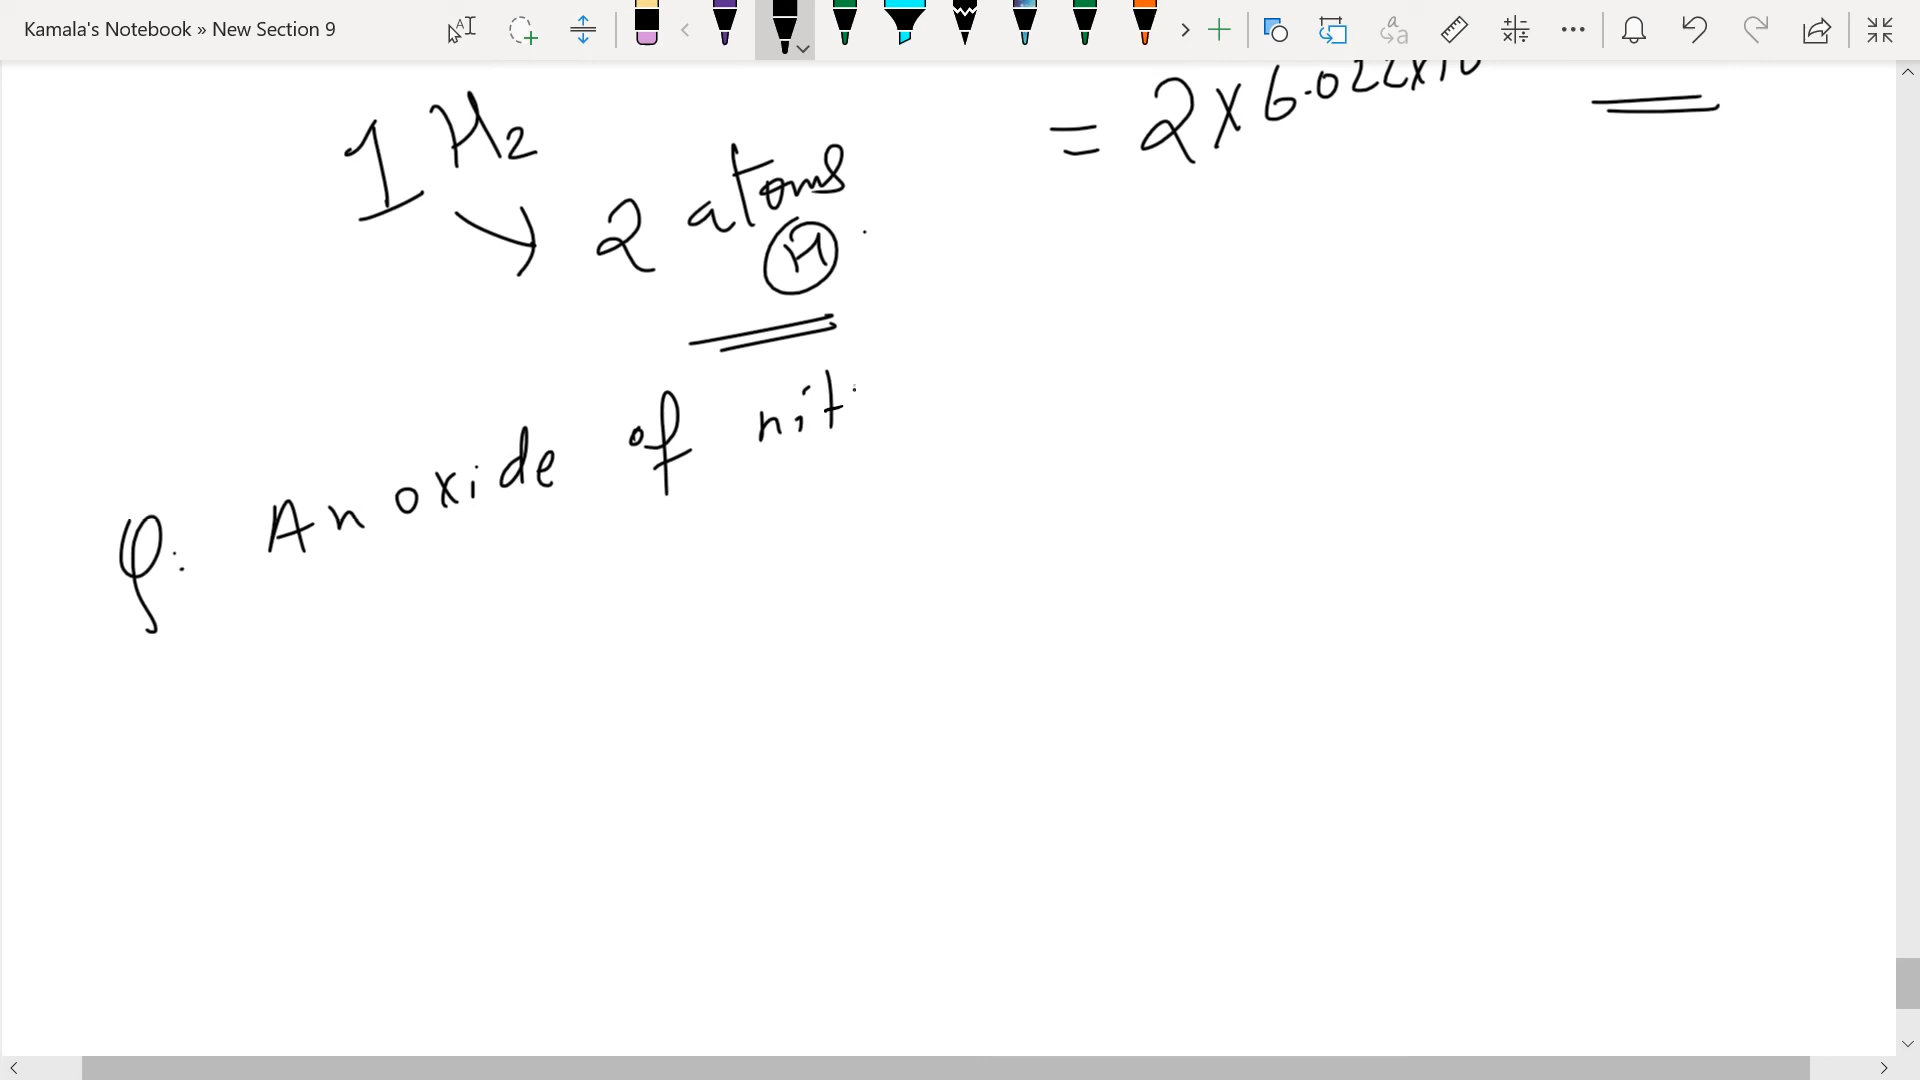 Kamala's Notebook » New Section 9
= 2 x 6.022x10
1 H2
→ 2 atoms
H
Q: An oxide of nit